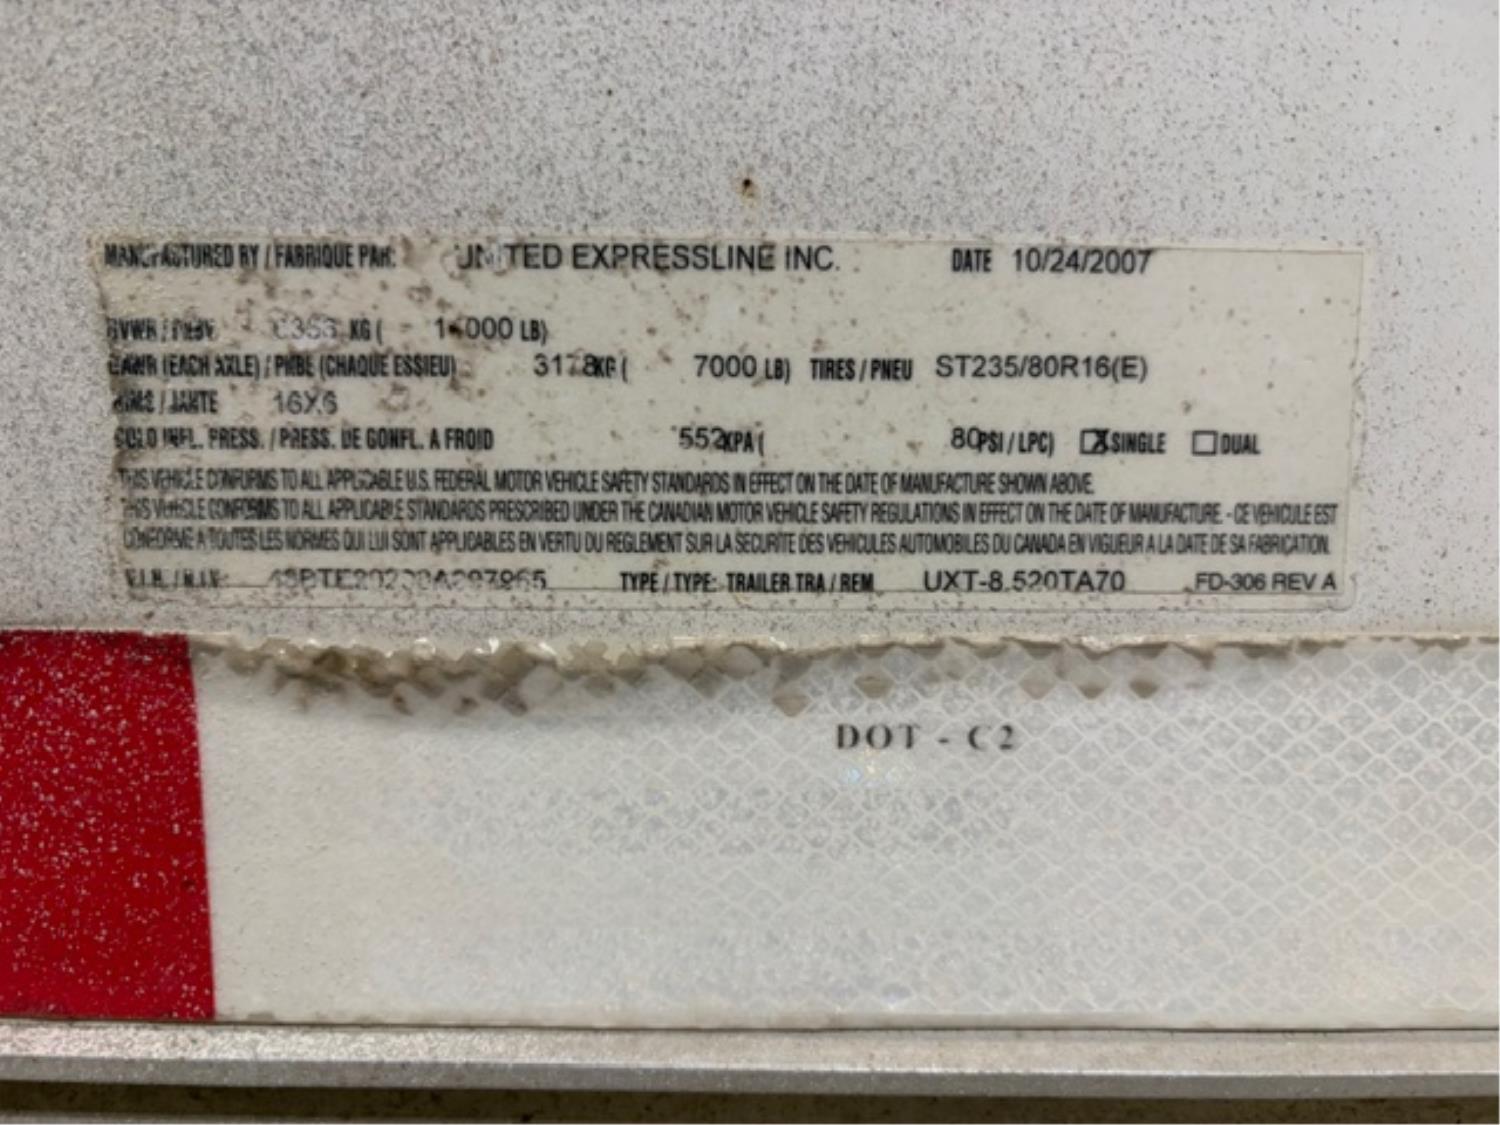 MANUFACTURED BY / FABRIQUE PAR: UNITED EXPRESSLINE INC. DATE 10/24/2007
GVWR / PNBV KG ( LB)
GAWR (EACH AXLE) / PNBE (CHAQUE ESSIEU) 3178KG ( 7000 LB) TIRES / PNEU ST235/80R16(E)
RIMS / JANTE 16X6
COLD INFL. PRESS. / PRESS. DE GONFL. A FROID 552KPA ( 80PSI / LPC) ☒ SINGLE ☐ DUAL
THIS VEHICLE CONFORMS TO ALL APPLICABLE U.S. FEDERAL MOTOR VEHICLE SAFETY STANDARDS IN EFFECT ON THE DATE OF MANUFACTURE SHOWN ABOVE.
THIS VEHICLE CONFORMS TO ALL APPLICABLE STANDARDS PRESCRIBED UNDER THE CANADIAN MOTOR VEHICLE SAFETY REGULATIONS IN EFFECT ON THE DATE OF MANUFACTURE. - CE VEHICULE EST
CONFORME A TOUTES LES NORMES QUI LUI SONT APPLICABLES EN VERTU DU REGLEMENT SUR LA SECURITE DES VEHICULES AUTOMOBILES DU CANADA EN VIGUEUR A LA DATE DE SA FABRICATION.
V.I.N. / N.I.V.: TYPE / TYPE: TRAILER TRA / REM UXT-8.520TA70 FD-306 REV A
DOT - C2